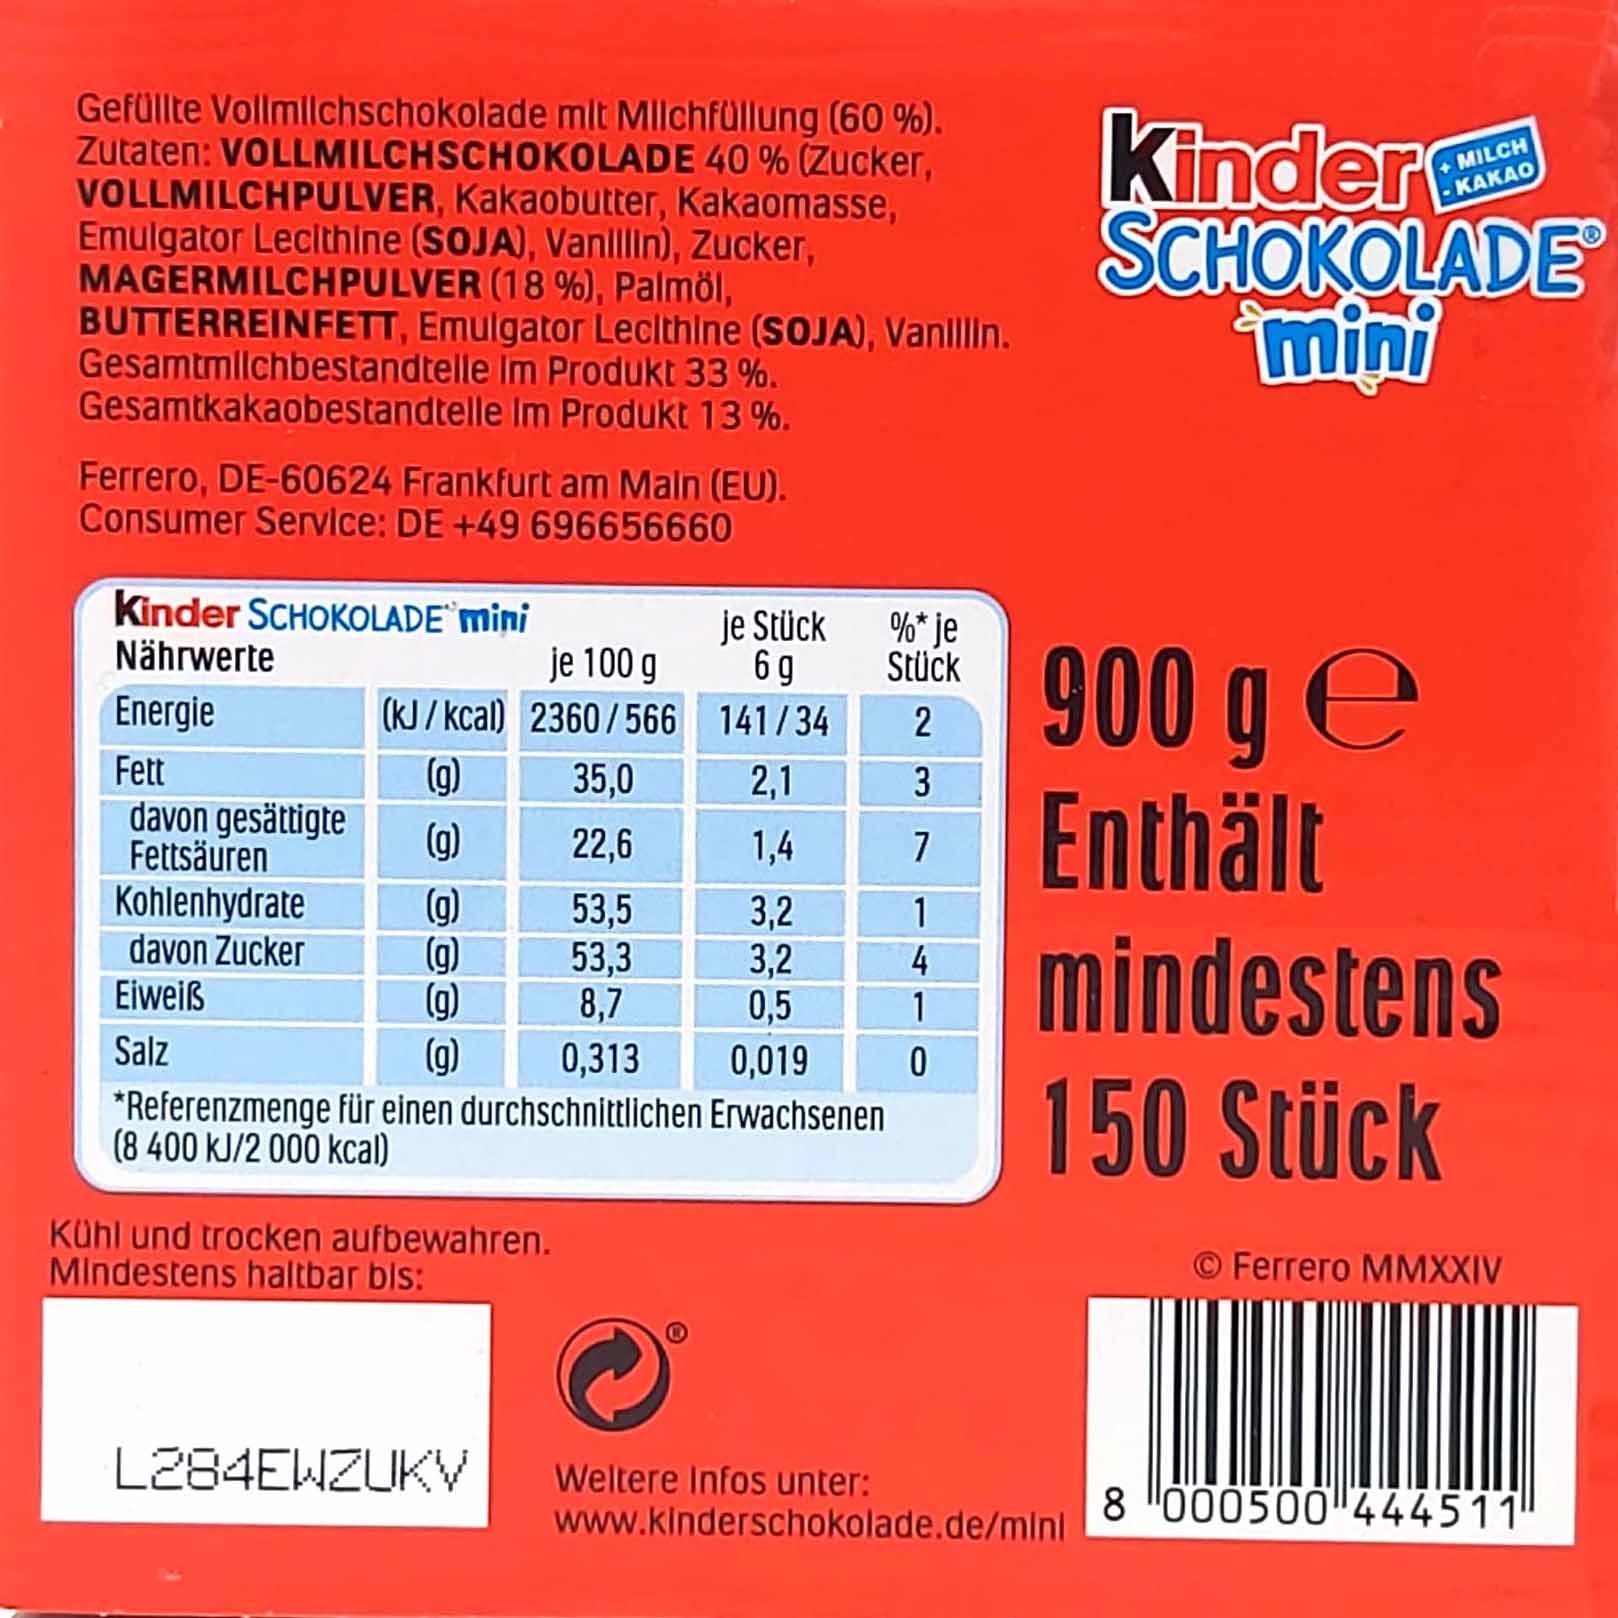 Gefüllte Vollmilchschokolade mit Milchfüllung (60 %).
Zutaten: VOLLMILCHSCHOKOLADE 40 % (Zucker,
VOLLMILCHPULVER, Kakaobutter, Kakaomasse,
Emulgator Lecithine (SOJA), Vanillin), Zucker,
MAGERMILCHPULVER (18 %), Palmöl,
BUTTERREINFETT, Emulgator Lecithine (SOJA), Vanillin.
Gesamtmilchbestandteile im Produkt 33 %.
Gesamtkakaobestandteile im Produkt 13 %.
Ferrero, DE-60624 Frankfurt am Main (EU).
Consumer Service: DE +49 696656660
Kinder
+ MILCH
- KAKAO
SCHOKOLADE®
mini
Kinder SCHOKOLADE® mini
Nährwerte je 100 g je Stück 6 g %* je Stück
Energie (kJ / kcal) 2360 / 566 141 / 34 2
Fett (g) 35,0 2,1 3
davon gesättigte
Fettsäuren (g) 22,6 1,4 7
Kohlenhydrate (g) 53,5 3,2 1
davon Zucker (g) 53,3 3,2 4
Eiweiß (g) 8,7 0,5 1
Salz (g) 0,313 0,019 0
*Referenzmenge für einen durchschnittlichen Erwachsenen
(8 400 kJ/2 000 kcal)
900 g ℮
Enthält
mindestens
150 Stück
Kühl und trocken aufbewahren.
Mindestens haltbar bis:
L284EWZUKV
®
Weitere Infos unter:
www.kinderschokolade.de/mini
© Ferrero MMXXIV
8 000500 444511